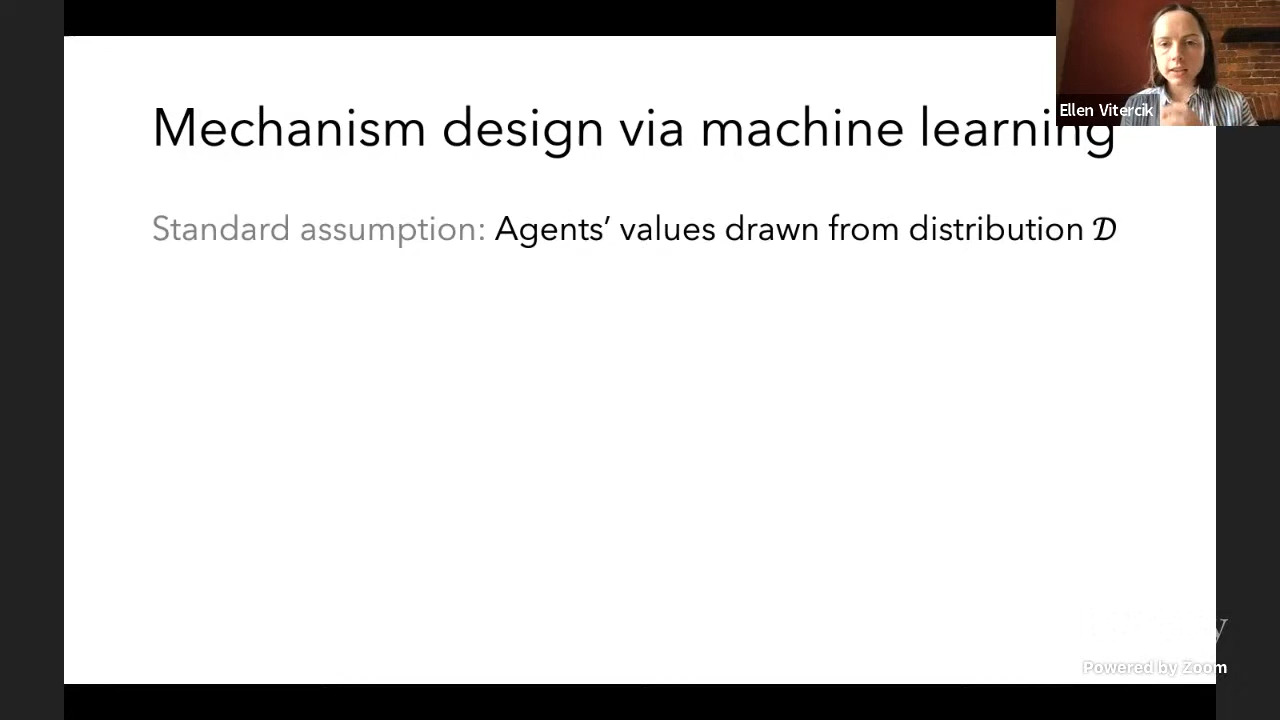 Mechanism design via machine learning
Ellen Vitercik
Standard assumption: Agents’ values drawn from distribution 𝒟
Powered by Zoom